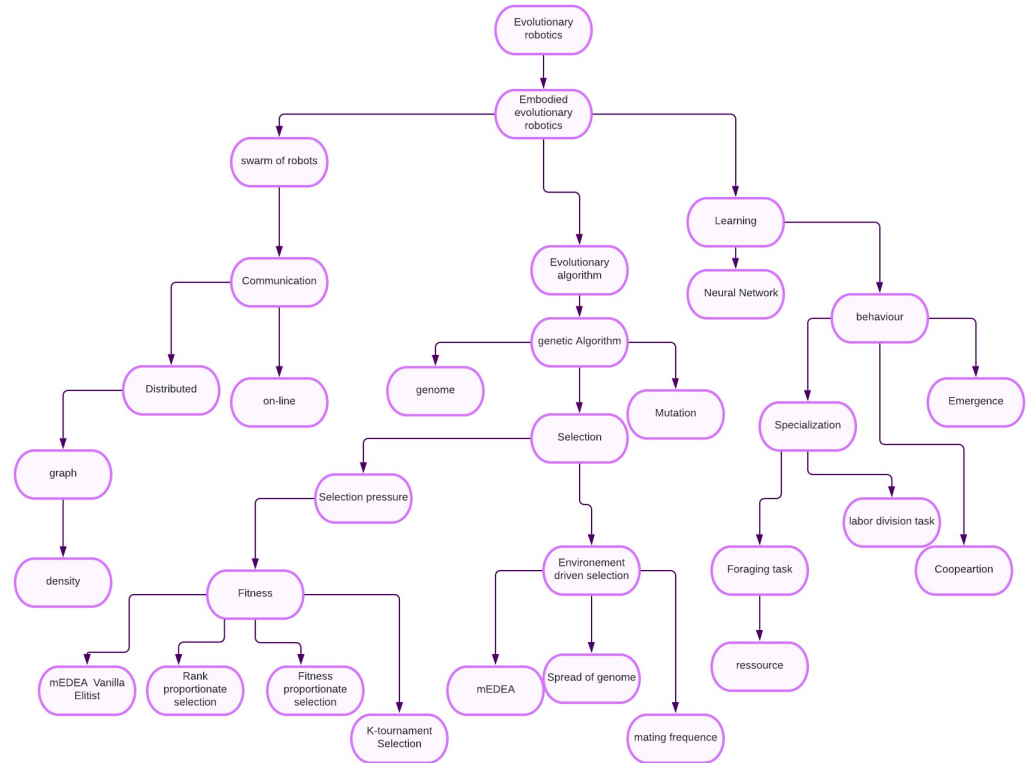 Evolutionary
robotics
Embodied
evolutionary
robotics
swarm of robots
Learning
Evolutionary
algorithm
Communication
Neural Network
behaviour
genetic Algorithm
Distributed
genome
on-line
Mutation
Emergence
Specialization
Selection
graph
Selection pressure
labor division task
Environement
driven selection
Foraging task
Coopeartion
density
Fitness
mEDEA Vanilla
Elitist
Rank
proportionate
selection
Fitness
proportionate
selection
mEDEA
Spread of genome
ressource
K-tournament
Selection
mating frequence